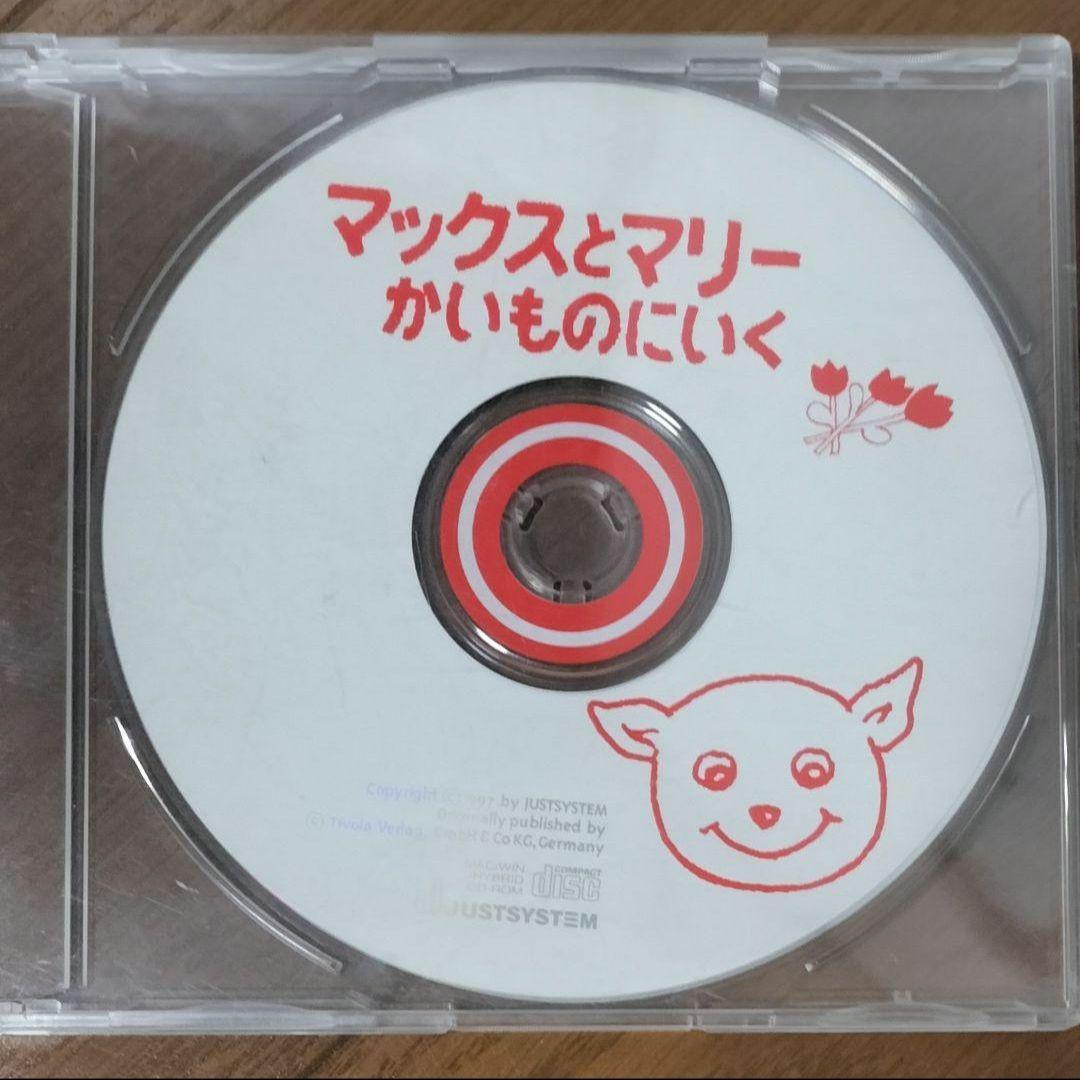 マックスとマリー
かいものにいく
Copyright (C) 1997 by JUSTSYSTEM
Originally published by
(C) Tivola Verlag, GmbH & Co KG, Germany
MAC/WIN
HYBRID
CD-ROM
COMPACT
disc
JUSTSYSTEM